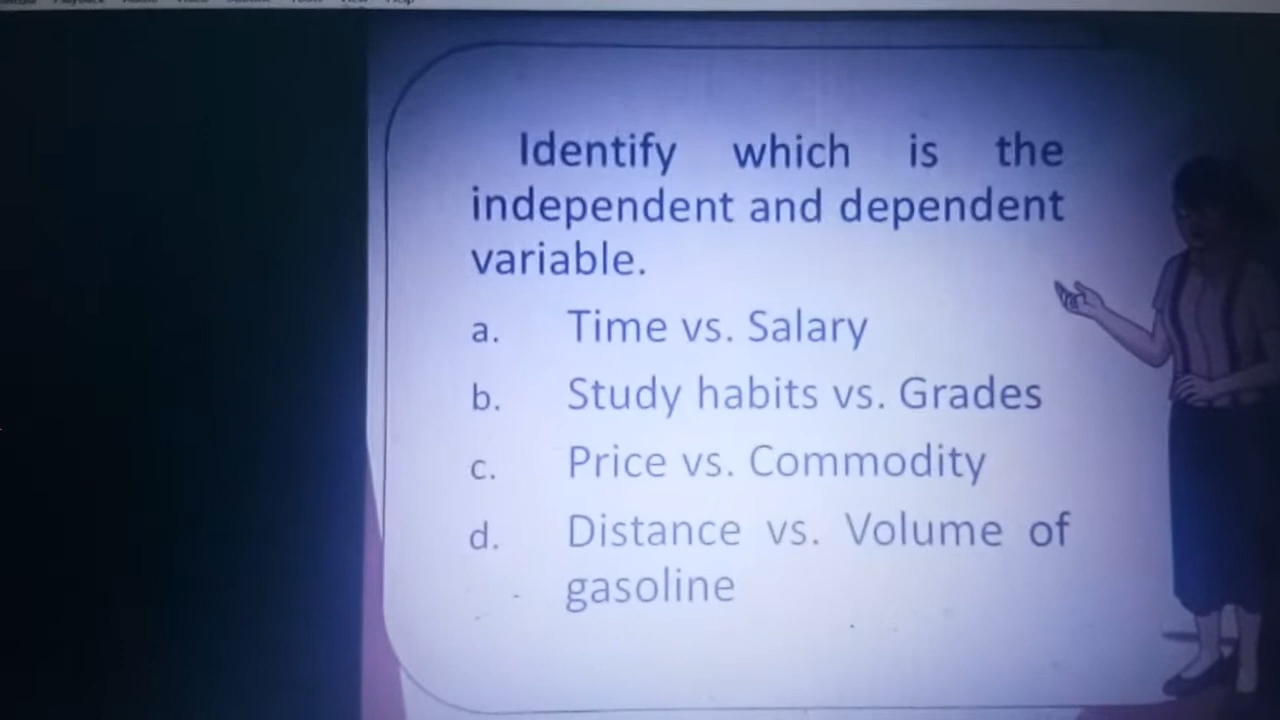 Identify which is the
independent and dependent
variable.
a. Time vs. Salary
b. Study habits vs. Grades
c. Price vs. Commodity
d. Distance vs. Volume of
gasoline